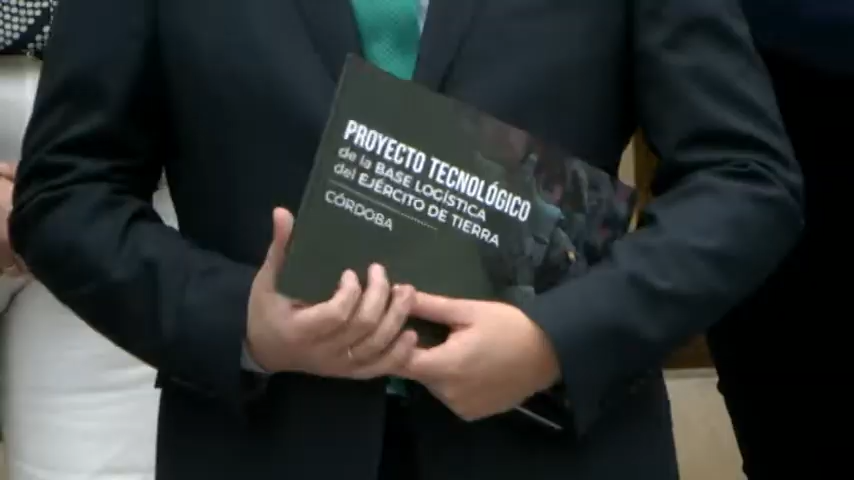 PROYECTO TECNOLÓGICO
de la BASE LOGÍSTICA
del EJÉRCITO DE TIERRA
CÓRDOBA